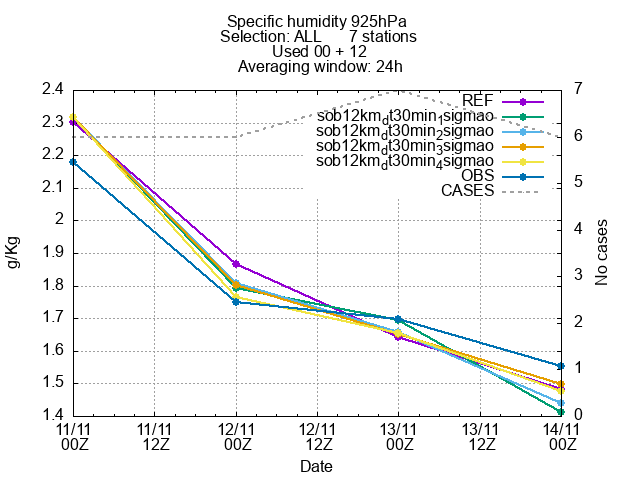 Specific humidity 925hPa
Selection: ALL 7 stations
Used 00 + 12
Averaging window: 24h
2.4
2.3
2.2
2.1
2
1.9
1.8
1.7
1.6
1.5
1.4
g/Kg
REF
sob12km_dt30min_1sigmao
sob12km_dt30min_2sigmao
sob12km_dt30min_3sigmao
sob12km_dt30min_4sigmao
OBS
CASES
7
6
5
4
3
2
1
0
No cases
11/11 11/11 12/11 12/11 13/11 13/11 14/11
00Z 12Z 00Z 12Z 00Z 12Z 00Z
Date